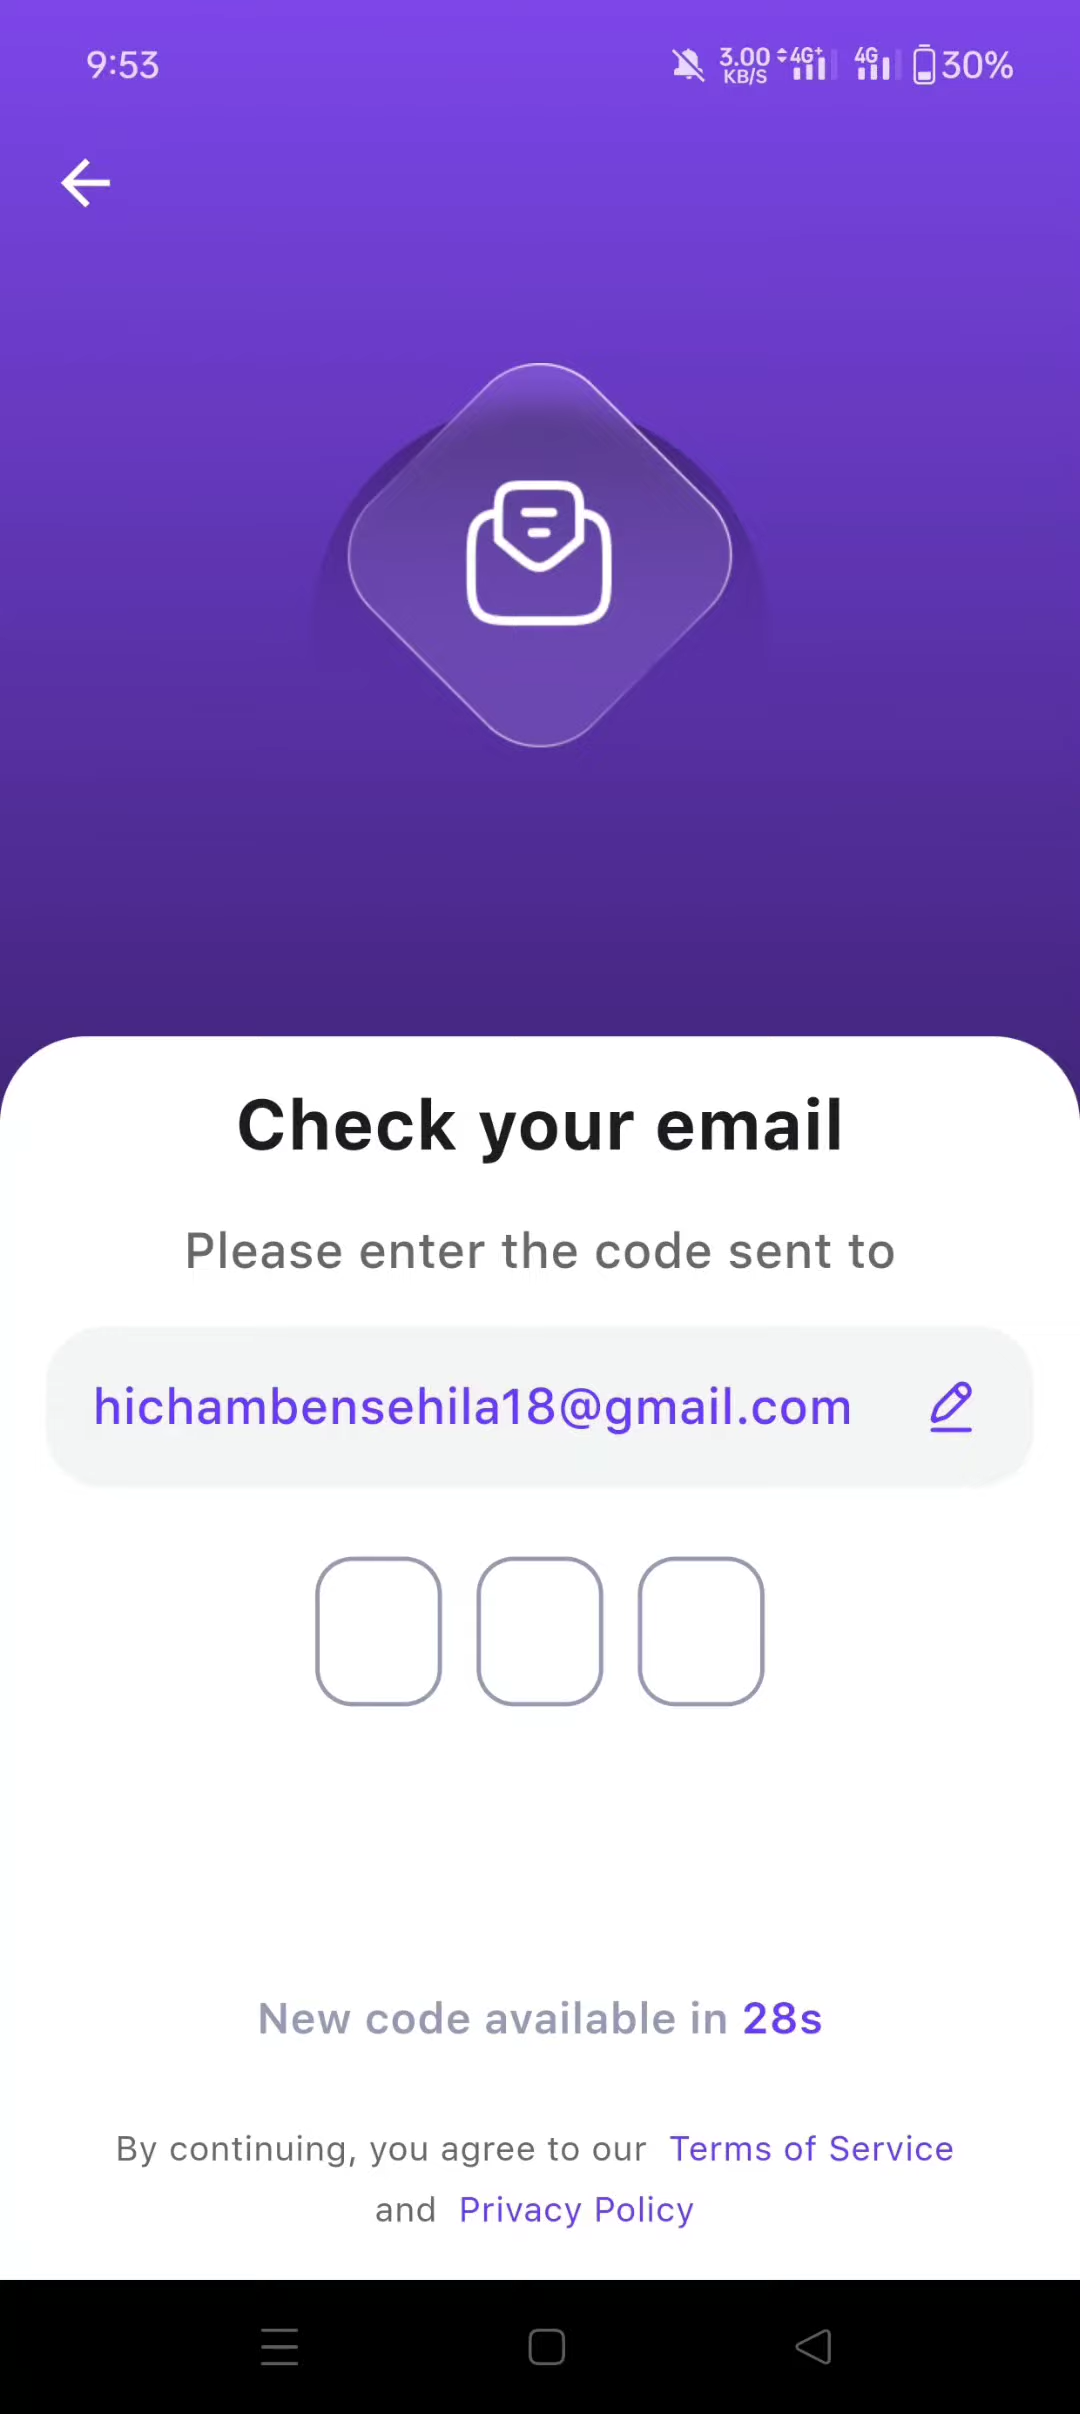 9:53
3.00 KB/S 4G+ 4G 30%
Check your email
Please enter the code sent to
hichambensehila18@gmail.com
New code available in 28s
By continuing, you agree to our Terms of Service
and Privacy Policy